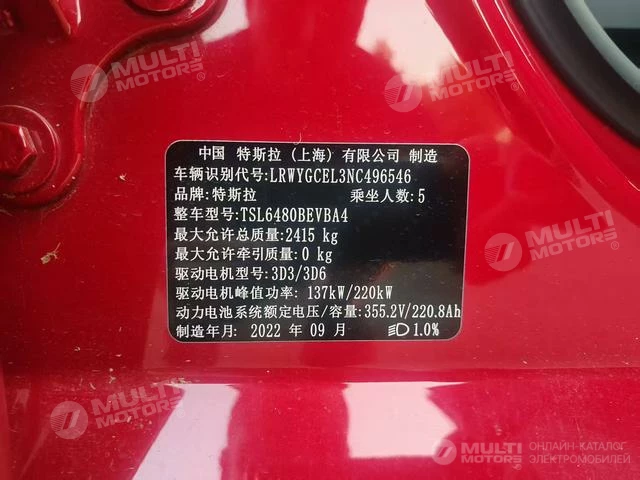 MULTI MOTORS
MULTI MOTORS
中国 特斯拉 (上海) 有限公司 制造
车辆识别代号:LRWYGCEL3NC496546
品牌:特斯拉 乘坐人数:5
整车型号:TSL6480BEVBA4
最大允许总质量:2415 kg
最大允许牵引质量:0 kg
驱动电机型号:3D3/3D6
驱动电机峰值功率: 137kW/220kW
动力电池系统额定电压/容量:355.2V/220.8Ah
制造年月: 2022 年 09 月 1.0%
MULTI MOTORS
MULTI MOTORS
MULTI MOTORS
MULTI MOTORS
ОНЛАЙН-КАТАЛОГ
ЭЛЕКТРОМОБИЛЕЙ